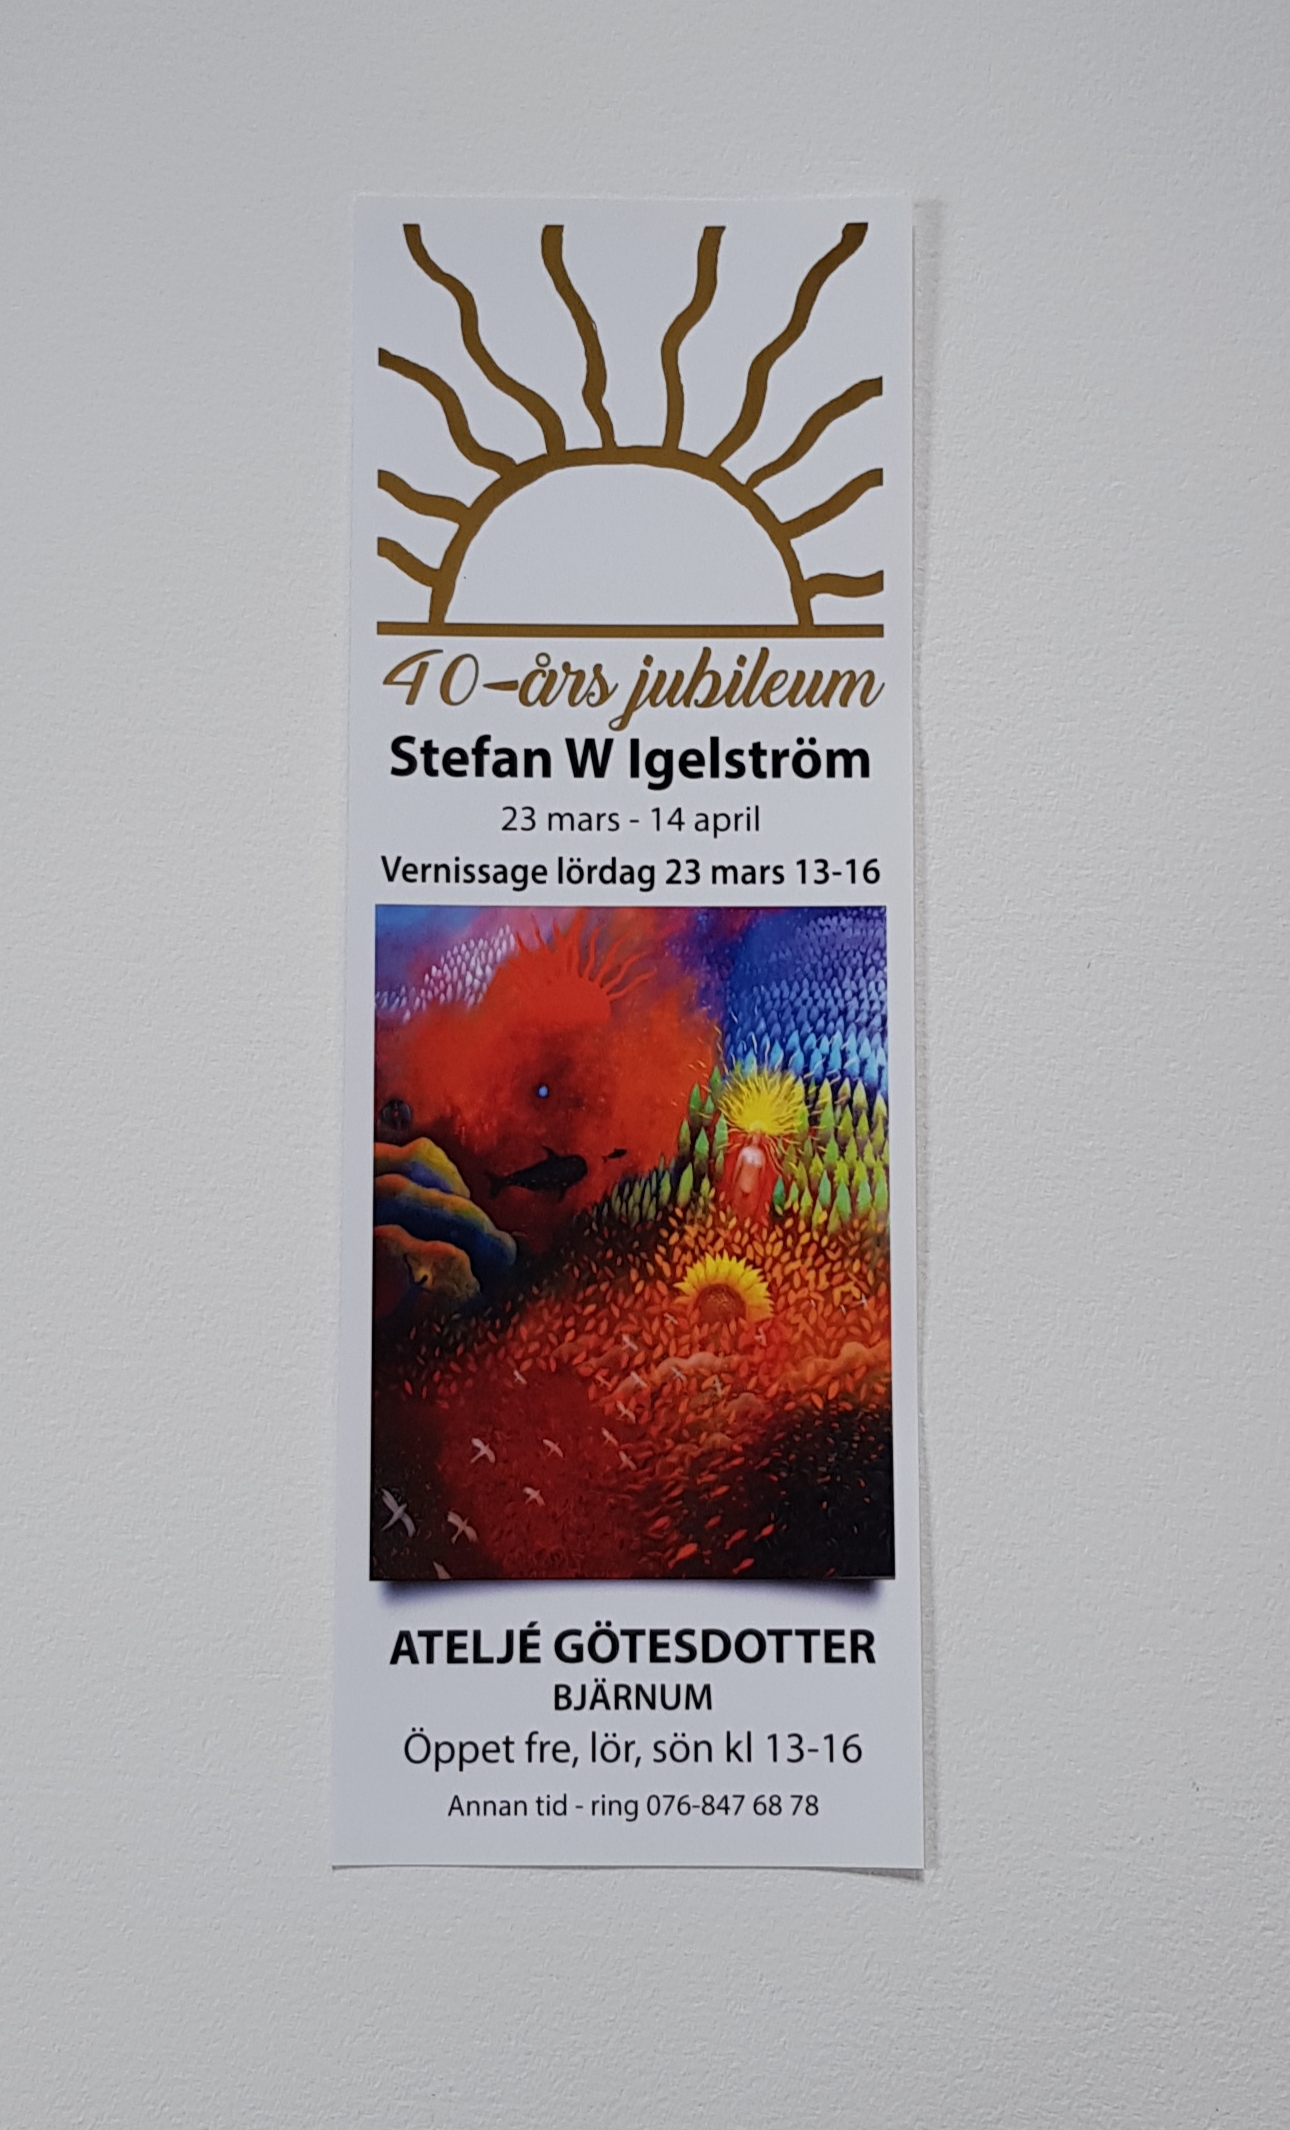 40-års jubileum
Stefan W Igelström
23 mars - 14 april
Vernissage lördag 23 mars 13-16
ATELJÉ GÖTESDOTTER
BJÄRNUM
Öppet fre, lör, sön kl 13-16
Annan tid - ring 076-847 68 78